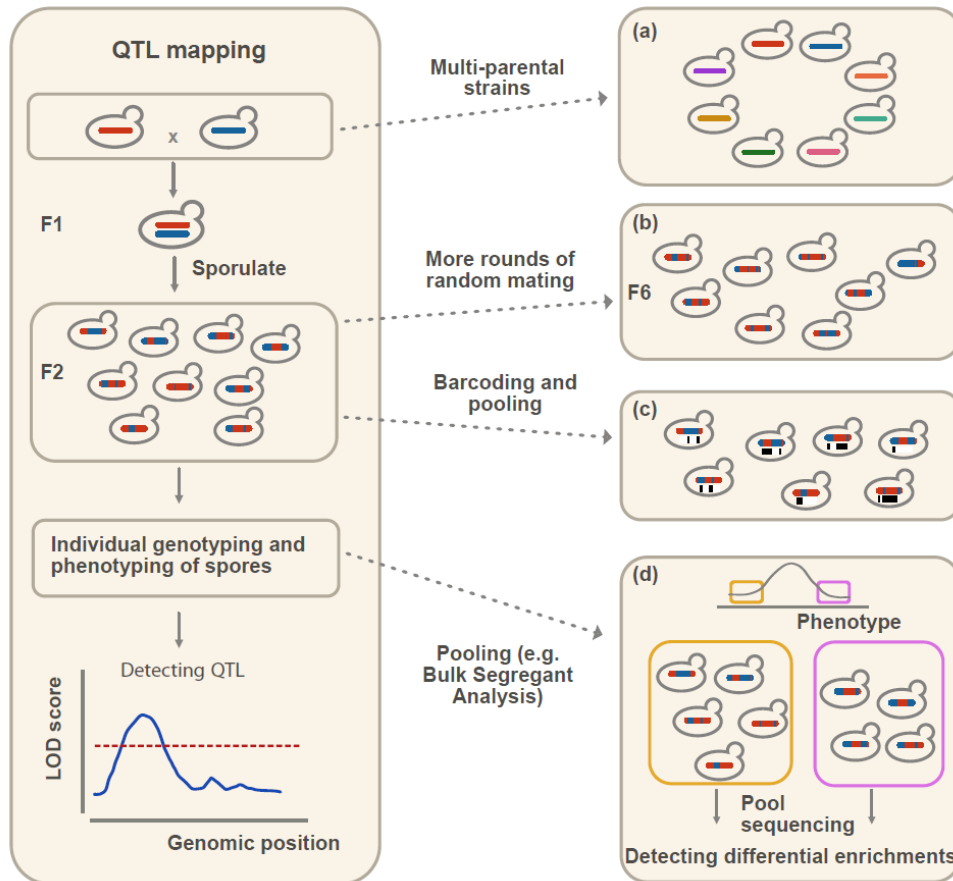 QTL mapping
x
F1
Sporulate
F2
Individual genotyping and
phenotyping of spores
Detecting QTL
LOD score
Genomic position
Multi-parental
strains
More rounds of
random mating
Barcoding and
pooling
Pooling (e.g.
Bulk Segregant
Analysis)
(a)
(b)
F6
(c)
(d)
Phenotype
Pool
sequencing
Detecting differential enrichments